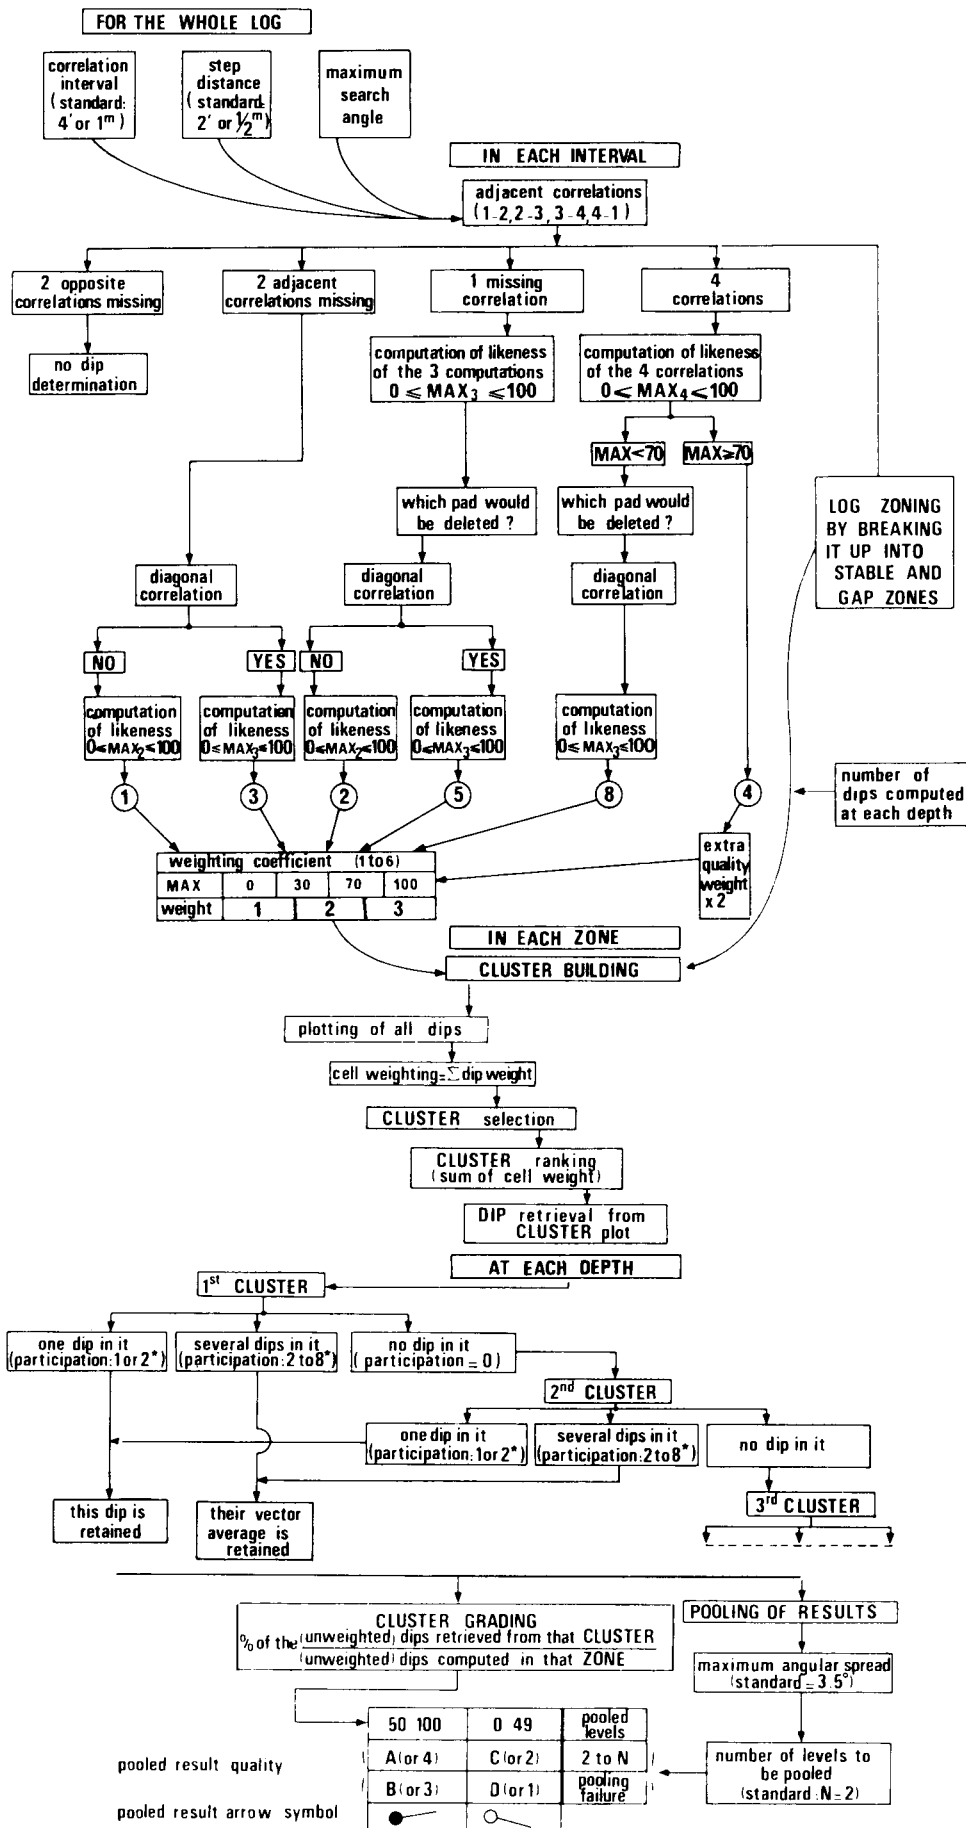 FOR THE WHOLE LOG
correlation
interval
(standard:
4' or 1ᵐ)
step
distance
(standard=
2' or ½ᵐ)
maximum
search
angle
IN EACH INTERVAL
adjacent correlations
(1-2,2-3,3-4,4-1)
2 opposite
correlations missing
2 adjacent
correlations missing
1 missing
correlation
4
correlations
no dip
determination
computation of likeness
of the 3 computations
0 ⩽ MAX₃ ⩽100
computation of likeness
of the 4 correlations
0⩽ MAX₄<100
MAX<70
MAX⩾70
which pad would
be deleted ?
which pad would
be deleted ?
LOG ZONING
BY BREAKING
IT UP INTO
STABLE AND
GAP ZONES
diagonal
correlation
diagonal
correlation
diagonal
correlation
NO
YES
NO
YES
computation
of likeness
0⩽MAX₂⩽100
computation
of likeness
0⩽MAX₃⩽100
computation
of likeness
0⩽MAX₂⩽100
computation
of likeness
0⩽MAX₃⩽100
computation
of likeness
0⩽MAX₃⩽100
1
3
2
5
8
4
number of
dips computed
at each depth
weighting coefficient (1to6)
MAX 0 30 70 100
weight 1 2 3
extra
quality
weight
x 2
IN EACH ZONE
CLUSTER BUILDING
plotting of all dips
cell weighting=∑dip weight
CLUSTER selection
CLUSTER ranking
(sum of cell weight)
DIP retrieval from
CLUSTER plot
AT EACH DEPTH
1ˢᵗ CLUSTER
one dip in it
(participation:1or 2*)
several dips in it
(participation:2 to8*)
no dip in it
(participation = 0)
2ⁿᵈ CLUSTER
one dip in it
(participation:1or 2*)
several dips in it
(participation:2to8*)
no dip in it
3ʳᵈ CLUSTER
this dip is
retained
their vector
average is
retained
CLUSTER GRADING
% of the (unweighted) dips retrieved from that CLUSTER
(unweighted) dips computed in that ZONE
POOLING OF RESULTS
maximum angular spread
(standard = 3.5°)
number of levels to
be pooled
(standard:N=2)
50 100 0 49 pooled levels
pooled result quality
A(or 4) C(or 2) 2 to N
B(or 3) D(or 1) pooling failure
pooled result arrow symbol